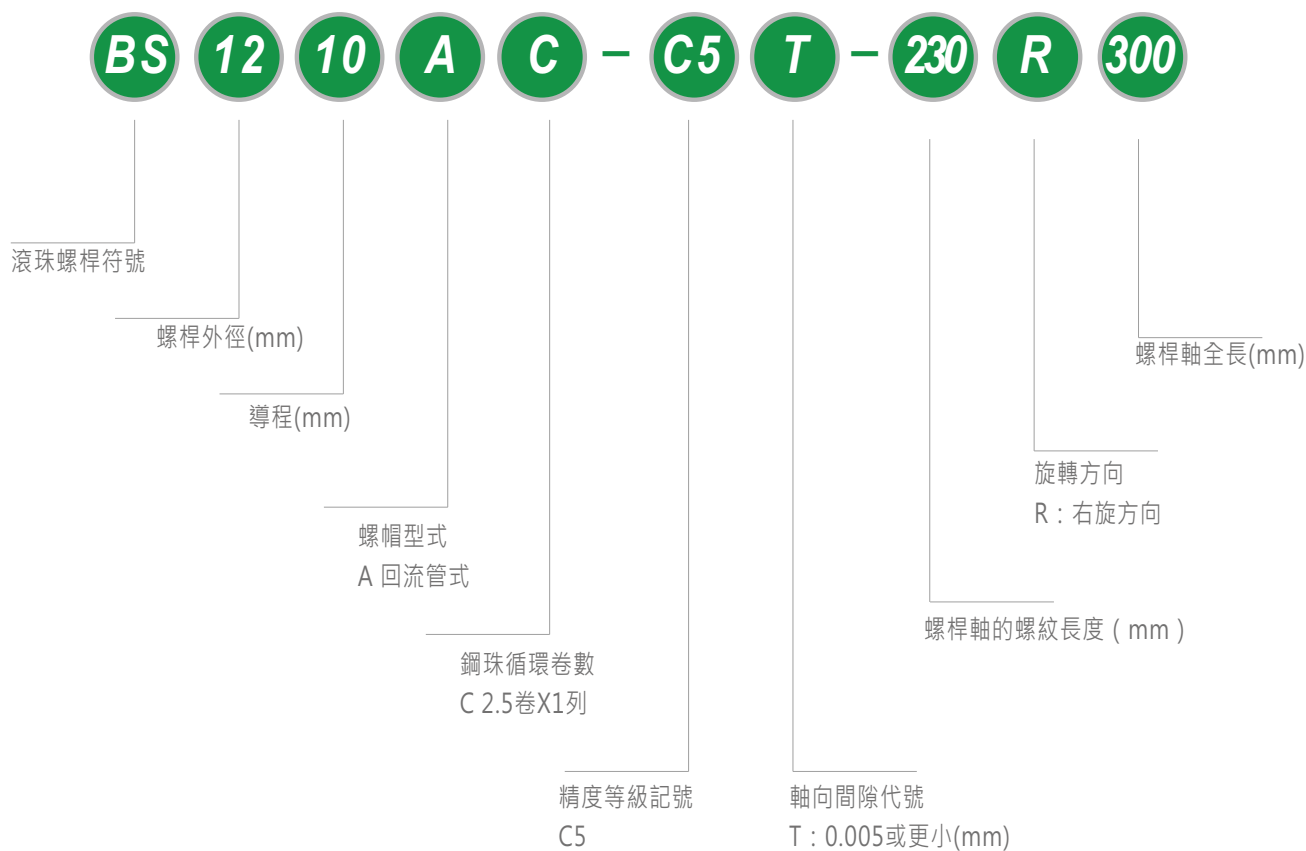 BS 12 10 A C - C5 T - 230 R 300
滾珠螺桿符號
螺桿外徑(mm)
螺桿軸全長(mm)
導程(mm)
旋轉方向
R：右旋方向
螺帽型式
A 回流管式
螺桿軸的螺紋長度 ( mm )
鋼珠循環卷數
C 2.5卷X1列
精度等級記號
C5
軸向間隙代號
T：0.005或更小(mm)